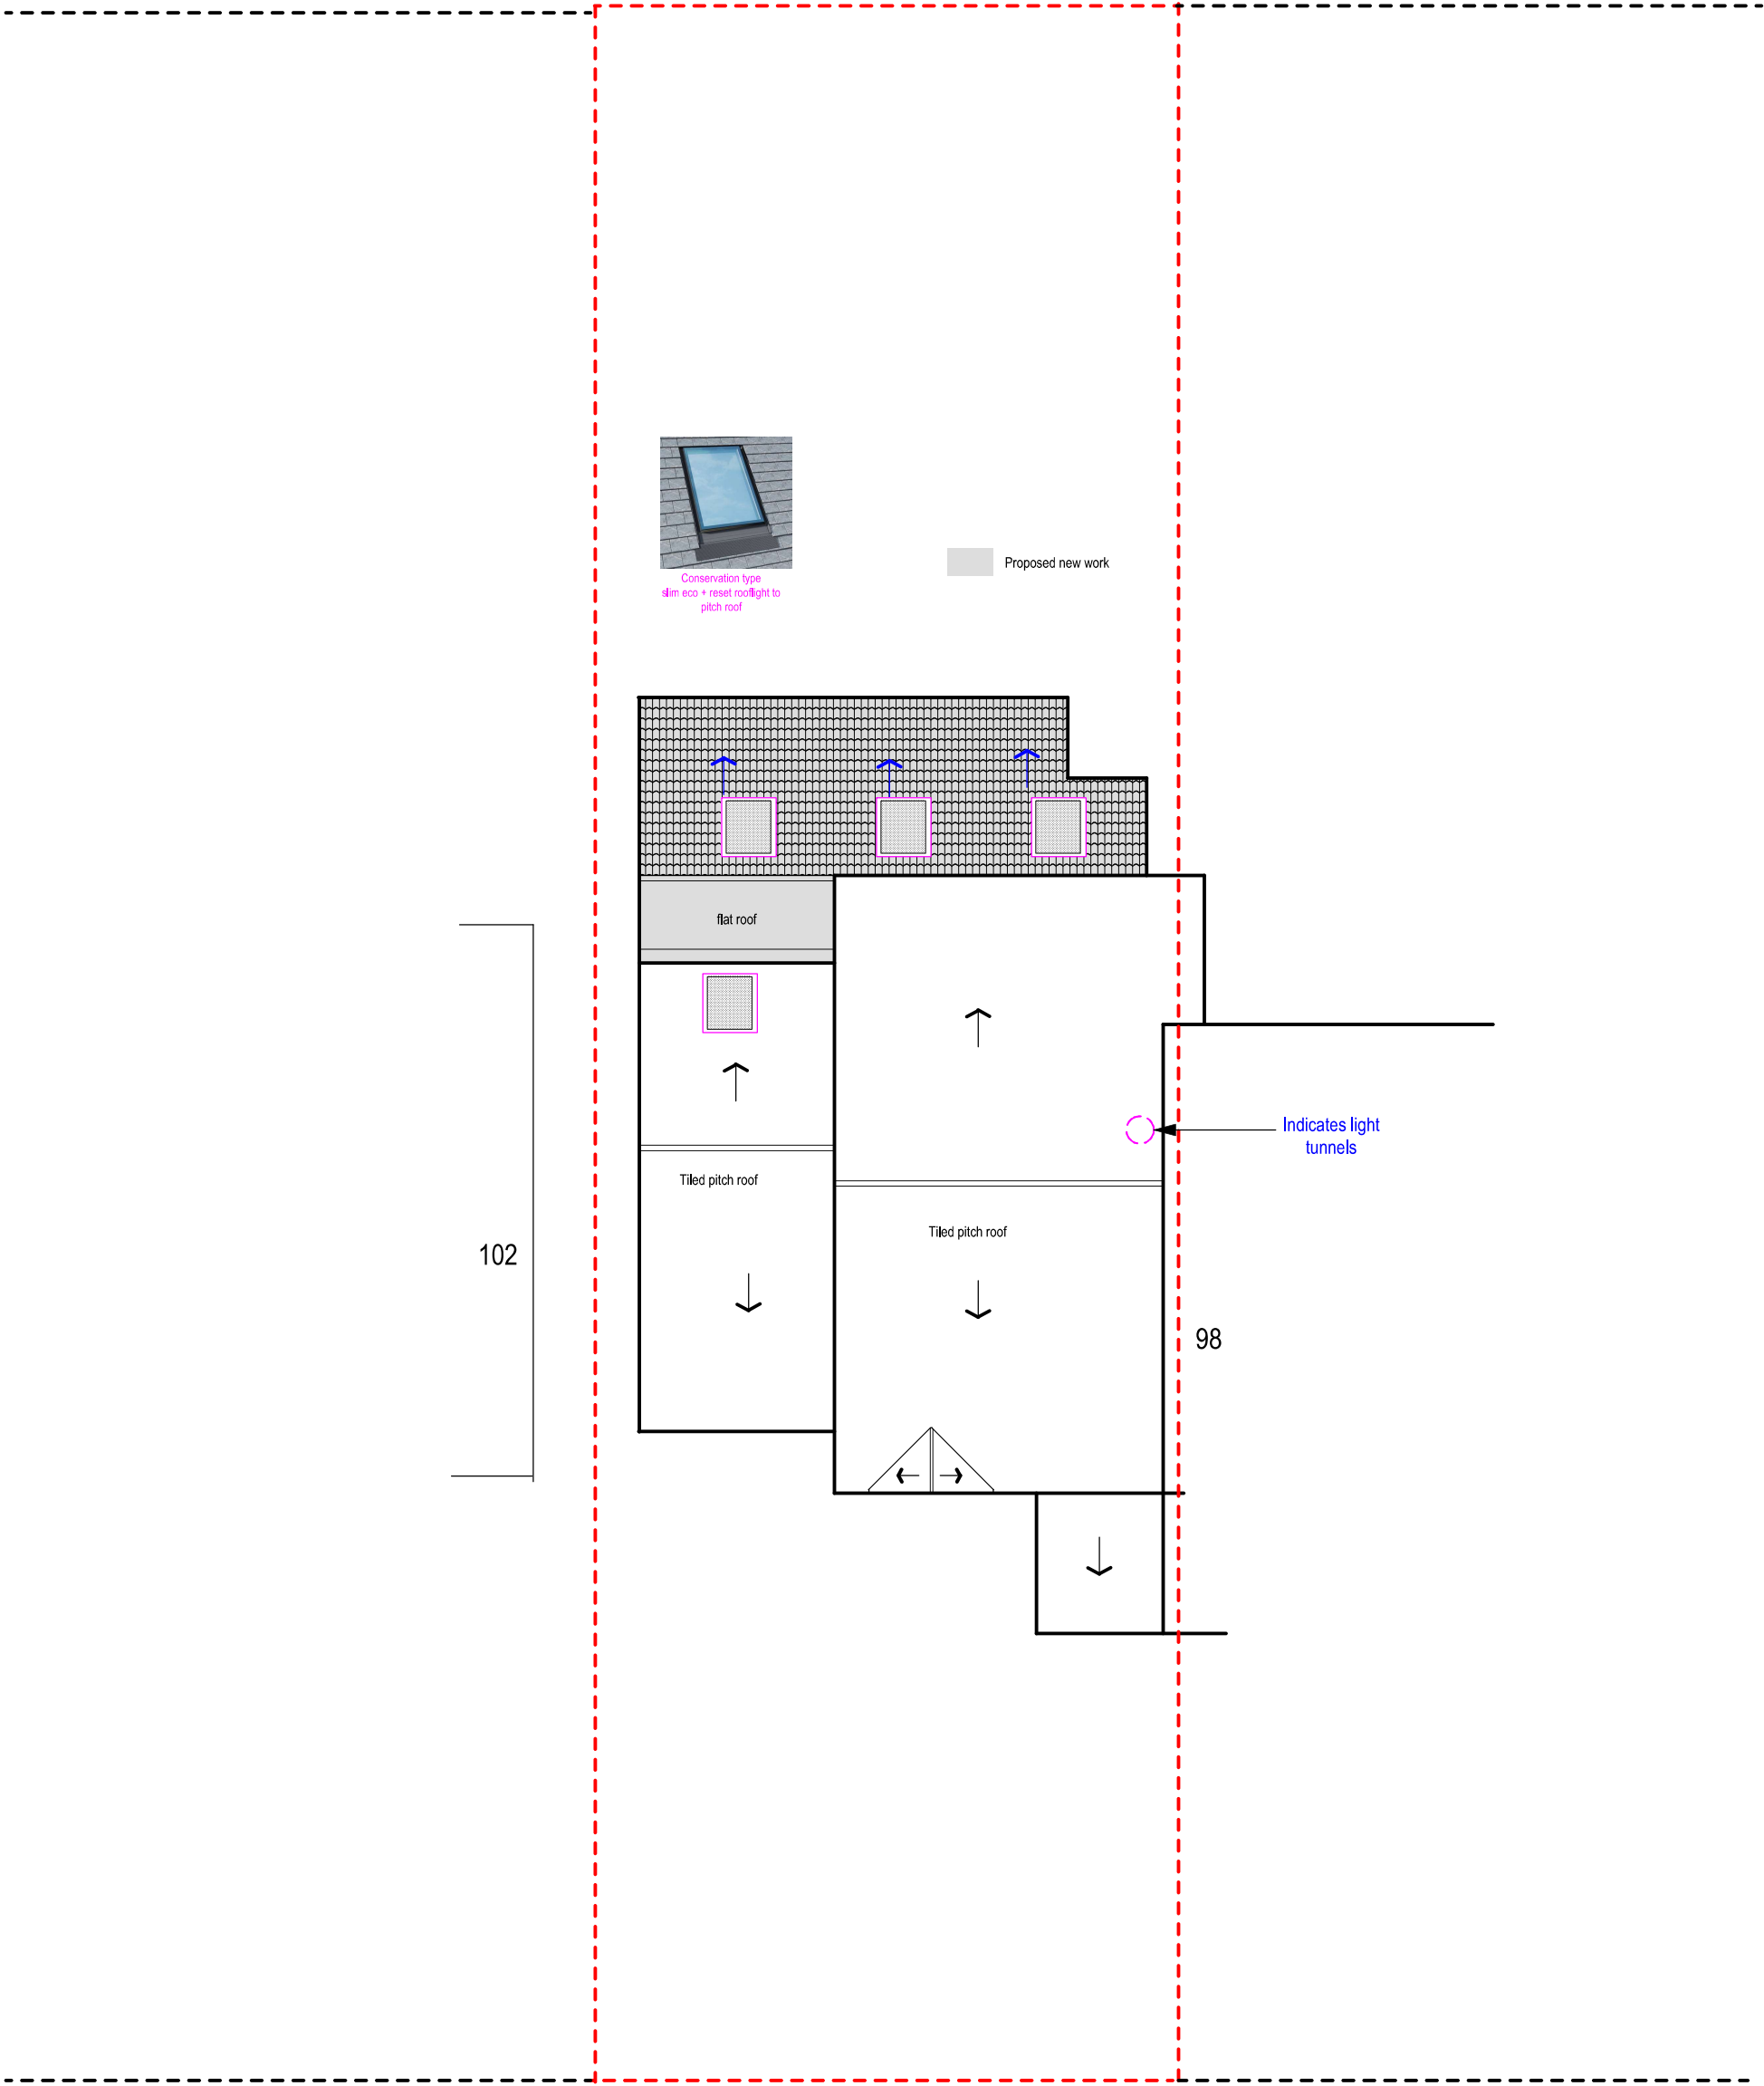 Conservation type
slim eco + reset rooflight to
pitch roof
Proposed new work
flat roof
Indicates light
tunnels
Tiled pitch roof
Tiled pitch roof
102
98